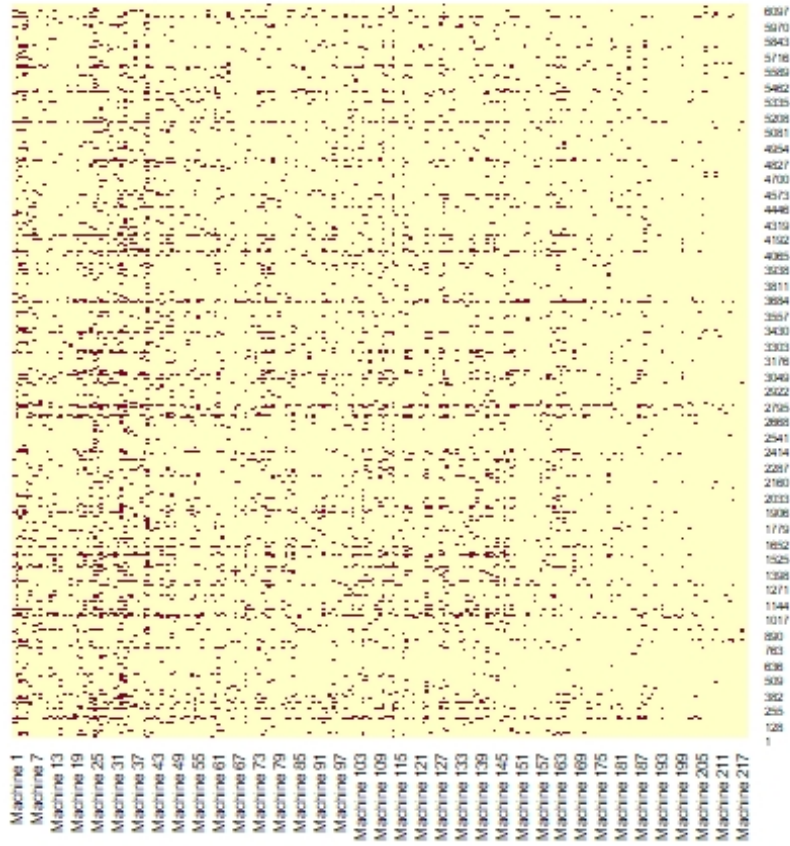 6097
5970
5843
5716
5589
5462
5335
5208
5081
4954
4827
4700
4573
4446
4319
4192
4065
3938
3811
3684
3557
3430
3303
3176
3049
2922
2795
2668
2541
2414
2287
2160
2033
1906
1779
1652
1525
1398
1271
1144
1017
890
763
636
509
382
255
128
1
Machine 1
Machine 7
Machine 13
Machine 19
Machine 25
Machine 31
Machine 37
Machine 43
Machine 49
Machine 55
Machine 61
Machine 67
Machine 73
Machine 79
Machine 85
Machine 91
Machine 97
Machine 103
Machine 109
Machine 115
Machine 121
Machine 127
Machine 133
Machine 139
Machine 145
Machine 151
Machine 157
Machine 163
Machine 169
Machine 175
Machine 181
Machine 187
Machine 193
Machine 199
Machine 205
Machine 211
Machine 217